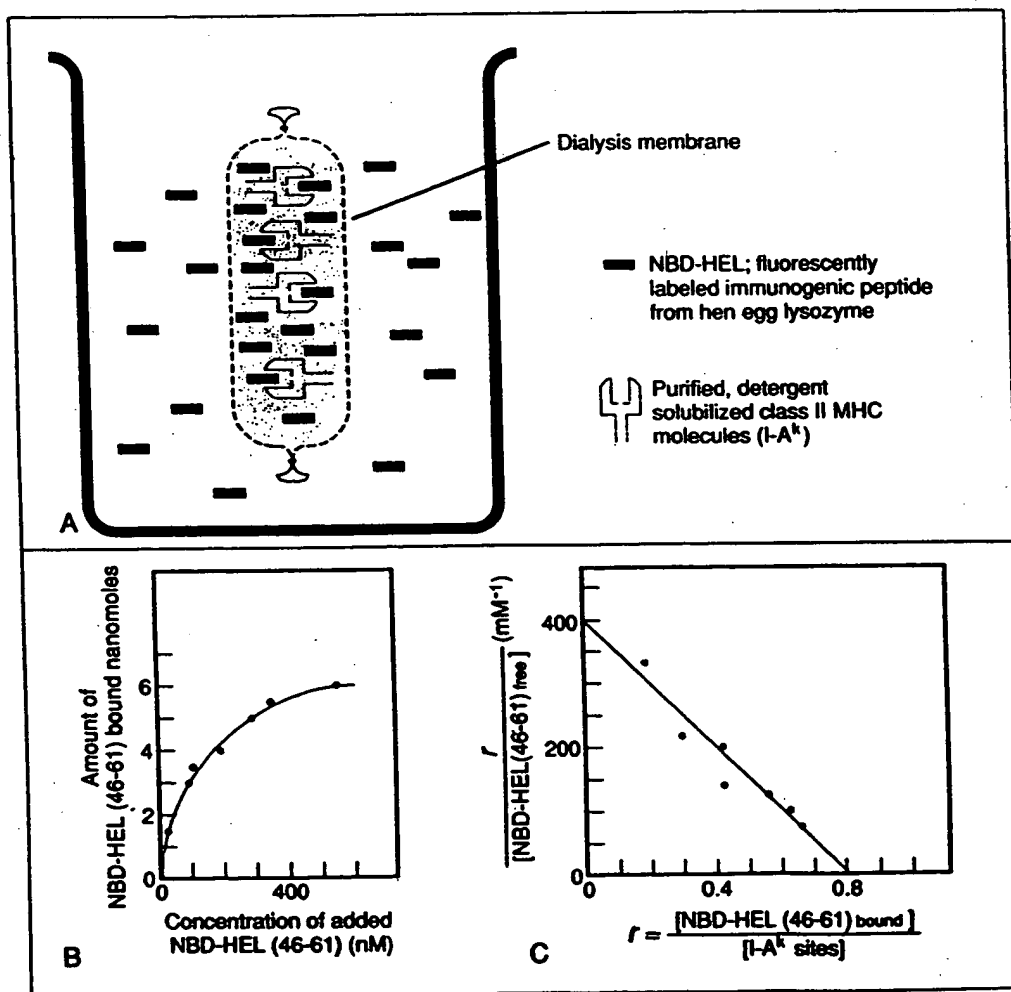 Dialysis membrane
NBD-HEL; fluorescently
labeled immunogenic peptide
from hen egg lysozyme
Purified, detergent
solubilized class II MHC
molecules (I-Aᵏ)
A
Amount of
NBD-HEL (46-61) bound nanomoles
6
4
2
0
0
400
Concentration of added
NBD-HEL (46-61) (nM)
B
r
[NBD-HEL(46-61) free]
(mM⁻¹)
400
200
0
0
0.4
0.8
r = [NBD-HEL (46-61) bound]
[I-Aᵏ sites]
C